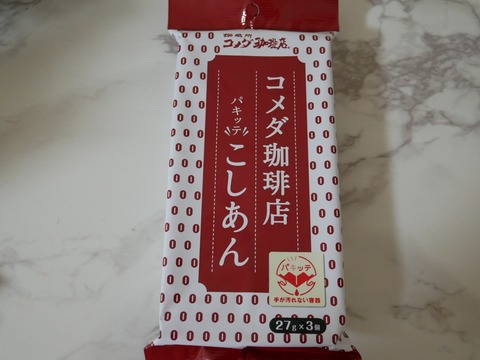 珈琲所
コメダ珈琲店
コメダ珈琲店
パキッテ
こしあん
パキッテ
手が汚れない容器
27g×3個